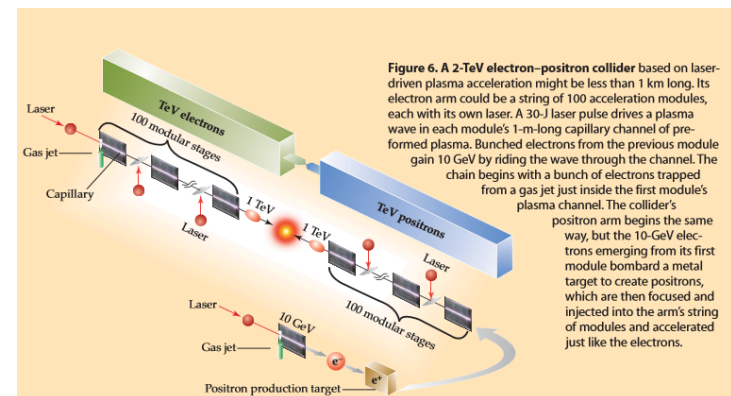 Figure 6. A 2-TeV electron–positron collider based on laser-
driven plasma acceleration might be less than 1 km long. Its
electron arm could be a string of 100 acceleration modules,
each with its own laser. A 30-J laser pulse drives a plasma
wave in each module's 1-m-long capillary channel of pre-
formed plasma. Bunched electrons from the previous module
gain 10 GeV by riding the wave through the channel. The
chain begins with a bunch of electrons trapped
from a gas jet just inside the first module's
plasma channel. The collider's
positron arm begins the same
way, but the 10-GeV elec-
trons emerging from its first
module bombard a metal
target to create positrons,
which are then focused and
injected into the arm's string
of modules and accelerated
just like the electrons.
Laser
TeV electrons
100 modular stages
Gas jet
Capillary
Laser
1 TeV
1 TeV
TeV positrons
Laser
100 modular stages
Laser
10 GeV
Gas jet
e-
e+
Positron production target